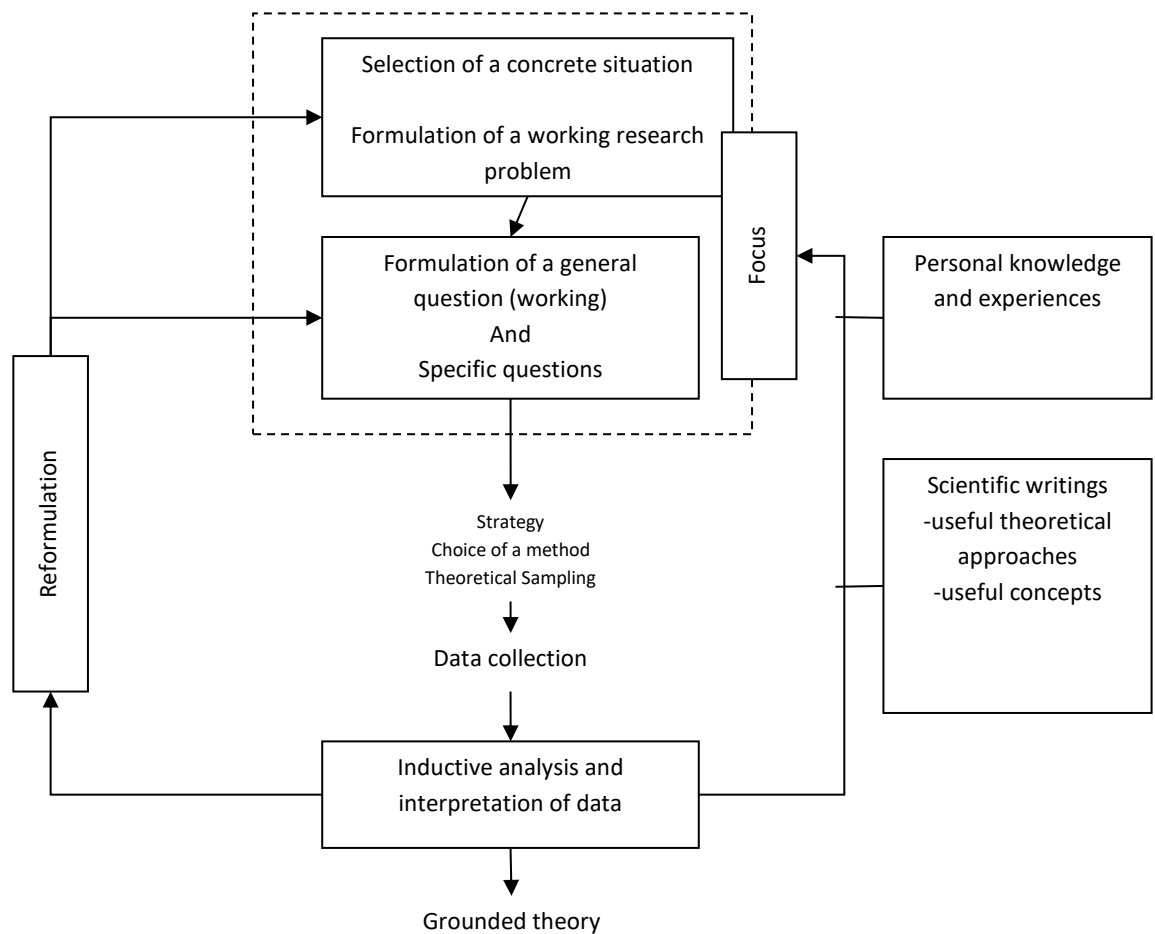 Selection of a concrete situation
Formulation of a working research
problem
Focus
Formulation of a general
question (working)
And
Specific questions
Personal knowledge
and experiences
Reformulation
Scientific writings
-useful theoretical
approaches
-useful concepts
Strategy
Choice of a method
Theoretical Sampling
Data collection
Inductive analysis and
interpretation of data
Grounded theory